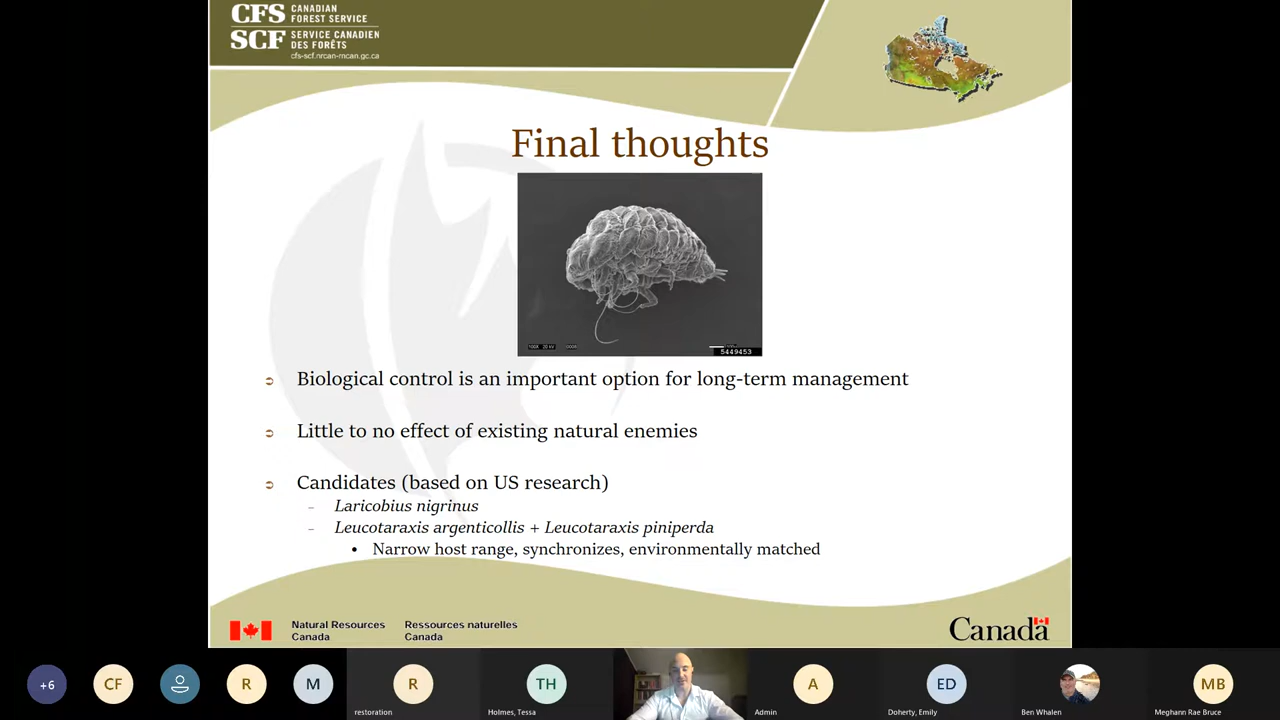 CFS CANADIAN FOREST SERVICE
SCF SERVICE CANADIEN DES FORÊTS
cfs-scf.nrcan-rncan.gc.ca
Final thoughts
5449453
Biological control is an important option for long-term management
Little to no effect of existing natural enemies
Candidates (based on US research)
Laricobius nigrinus
Leucotaraxis argenticollis + Leucotaraxis piniperda
Narrow host range, synchronizes, environmentally matched
Natural Resources Ressources naturelles
Canada Canada
Canada
+6 CF R M R TH A ED MB
restoration Holmes, Tessa Admin Doherty, Emily Ben Whalen Meghann Rae Bruce